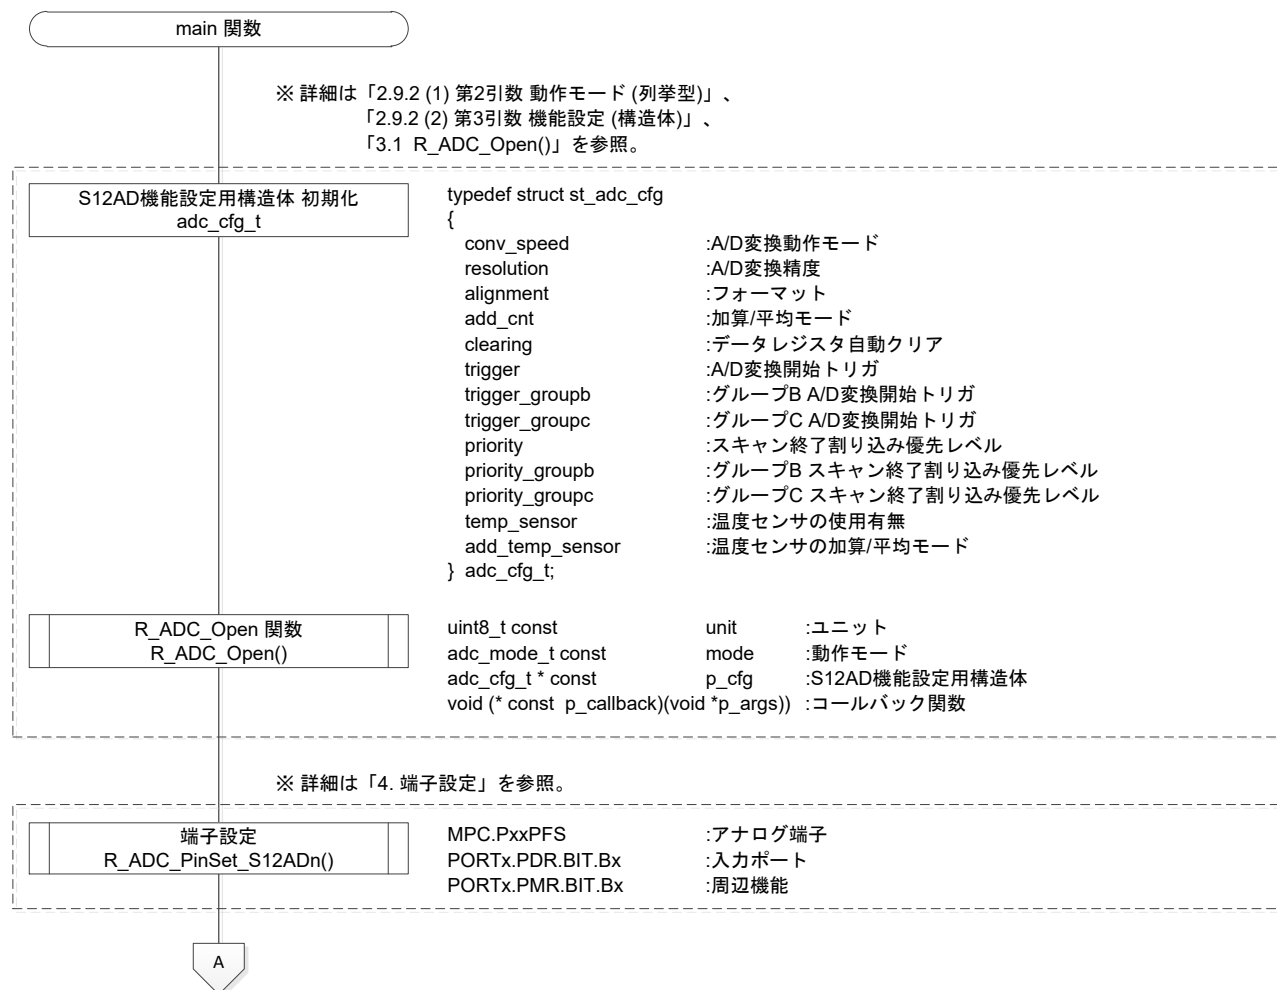 main 関数
※ 詳細は「2.9.2 (1) 第2引数 動作モード (列挙型)」、
「2.9.2 (2) 第3引数 機能設定 (構造体)」、
「3.1 R_ADC_Open()」を参照。
S12AD機能設定用構造体 初期化
adc_cfg_t
typedef struct st_adc_cfg
{
conv_speed :A/D変換動作モード
resolution :A/D変換精度
alignment :フォーマット
add_cnt :加算/平均モード
clearing :データレジスタ自動クリア
trigger :A/D変換開始トリガ
trigger_groupb :グループB A/D変換開始トリガ
trigger_groupc :グループC A/D変換開始トリガ
priority :スキャン終了割り込み優先レベル
priority_groupb :グループB スキャン終了割り込み優先レベル
priority_groupc :グループC スキャン終了割り込み優先レベル
temp_sensor :温度センサの使用有無
add_temp_sensor :温度センサの加算/平均モード
} adc_cfg_t;
R_ADC_Open 関数
R_ADC_Open()
uint8_t const unit :ユニット
adc_mode_t const mode :動作モード
adc_cfg_t * const p_cfg :S12AD機能設定用構造体
void (* const p_callback)(void *p_args)) :コールバック関数
※ 詳細は「4. 端子設定」を参照。
端子設定
R_ADC_PinSet_S12ADn()
MPC.PxxPFS :アナログ端子
PORTx.PDR.BIT.Bx :入力ポート
PORTx.PMR.BIT.Bx :周辺機能
A